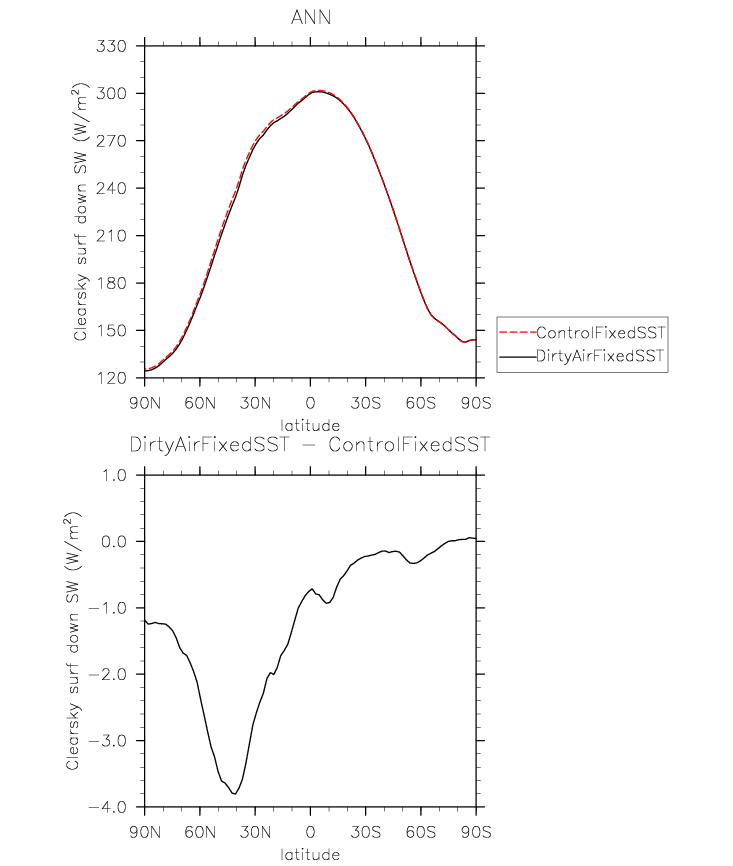 ANN
Clearsky surf down SW (W/m²)
330
300
270
240
210
180
150
120
90N 60N 30N 0 30S 60S 90S
latitude
ControlFixedSST
DirtyAirFixedSST
DirtyAirFixedSST − ControlFixedSST
Clearsky surf down SW (W/m²)
1.0
0.0
−1.0
−2.0
−3.0
−4.0
90N 60N 30N 0 30S 60S 90S
latitude